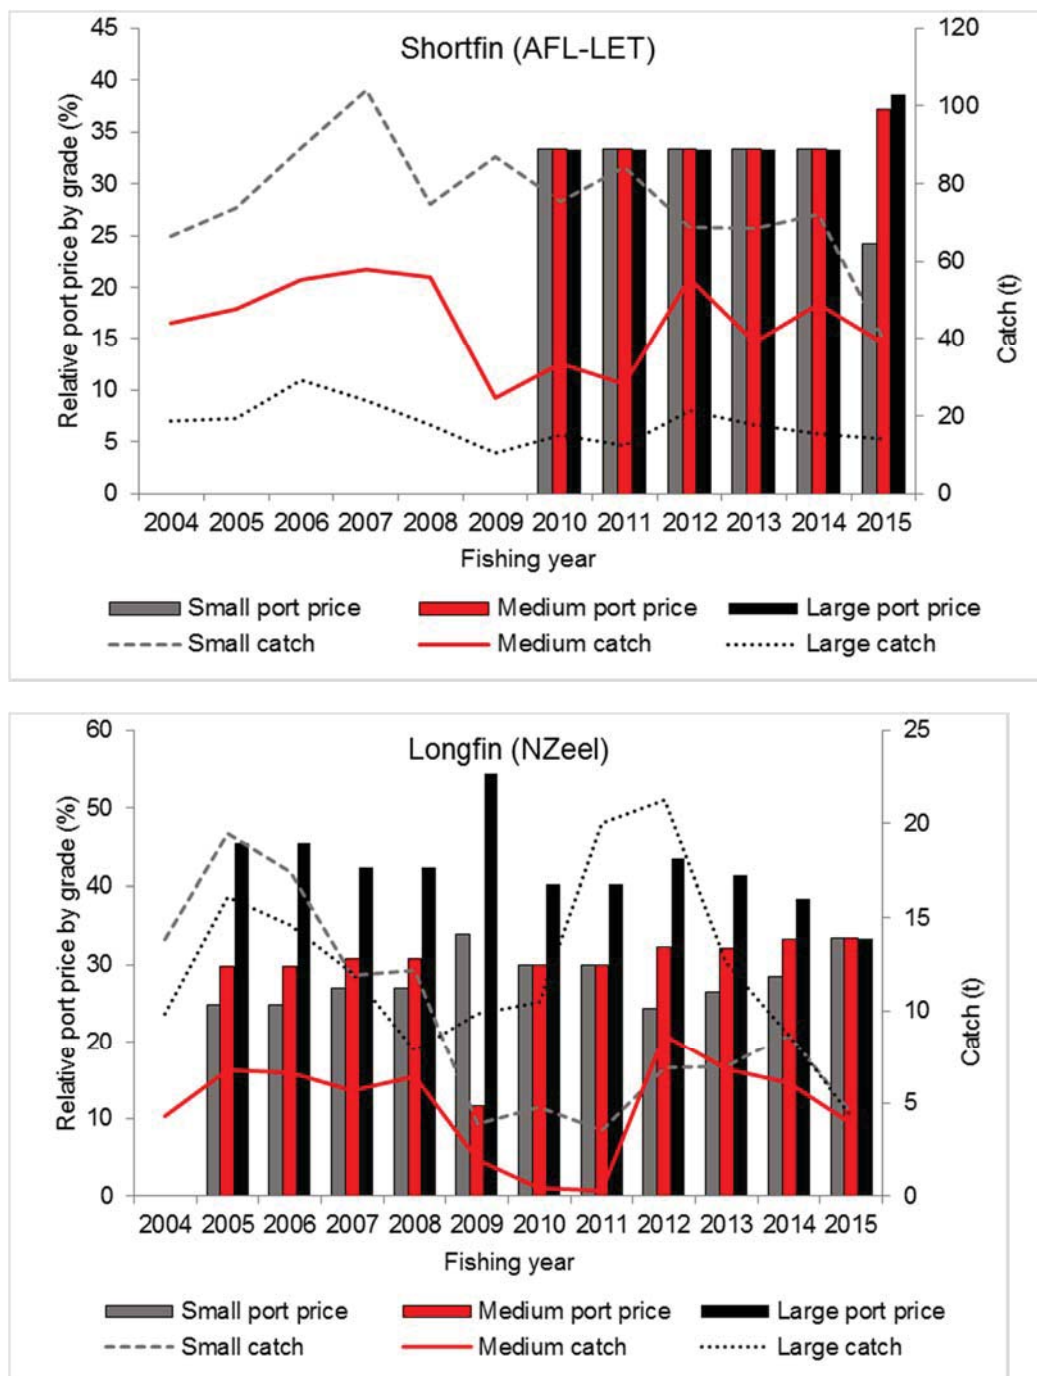 Shortfin (AFL-LET)
Relative port price by grade (%)
45
40
35
30
25
20
15
10
5
0
120
100
80
60
40
20
0
Catch (t)
2004 2005 2006 2007 2008 2009 2010 2011 2012 2013 2014 2015
Fishing year
Small port price Medium port price Large port price
Small catch Medium catch Large catch
Longfin (NZeel)
Relative port price by grade (%)
60
50
40
30
20
10
0
25
20
15
10
5
0
Catch (t)
2004 2005 2006 2007 2008 2009 2010 2011 2012 2013 2014 2015
Fishing year
Small port price Medium port price Large port price
Small catch Medium catch Large catch